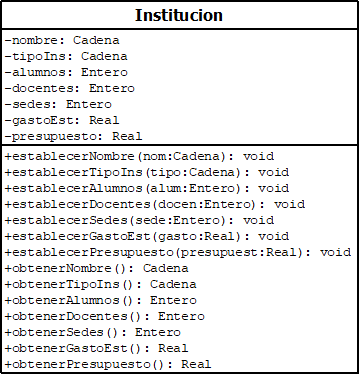 Institucion
-nombre: Cadena
-tipoIns: Cadena
-alumnos: Entero
-docentes: Entero
-sedes: Entero
-gastoEst: Real
-presupuesto: Real
+establecerNombre(nom:Cadena): void
+establecerTipoIns(tipo:Cadena): void
+establecerAlumnos(alum:Entero): void
+establecerDocentes(docen:Entero): void
+establecerSedes(sede:Entero): void
+establecerGastoEst(gasto:Real): void
+establecerPresupuesto(presupuest:Real): void
+obtenerNombre(): Cadena
+obtenerTipoIns(): Cadena
+obtenerAlumnos(): Entero
+obtenerDocentes(): Entero
+obtenerSedes(): Entero
+obtenerGastoEst(): Real
+obtenerPresupuesto(): Real